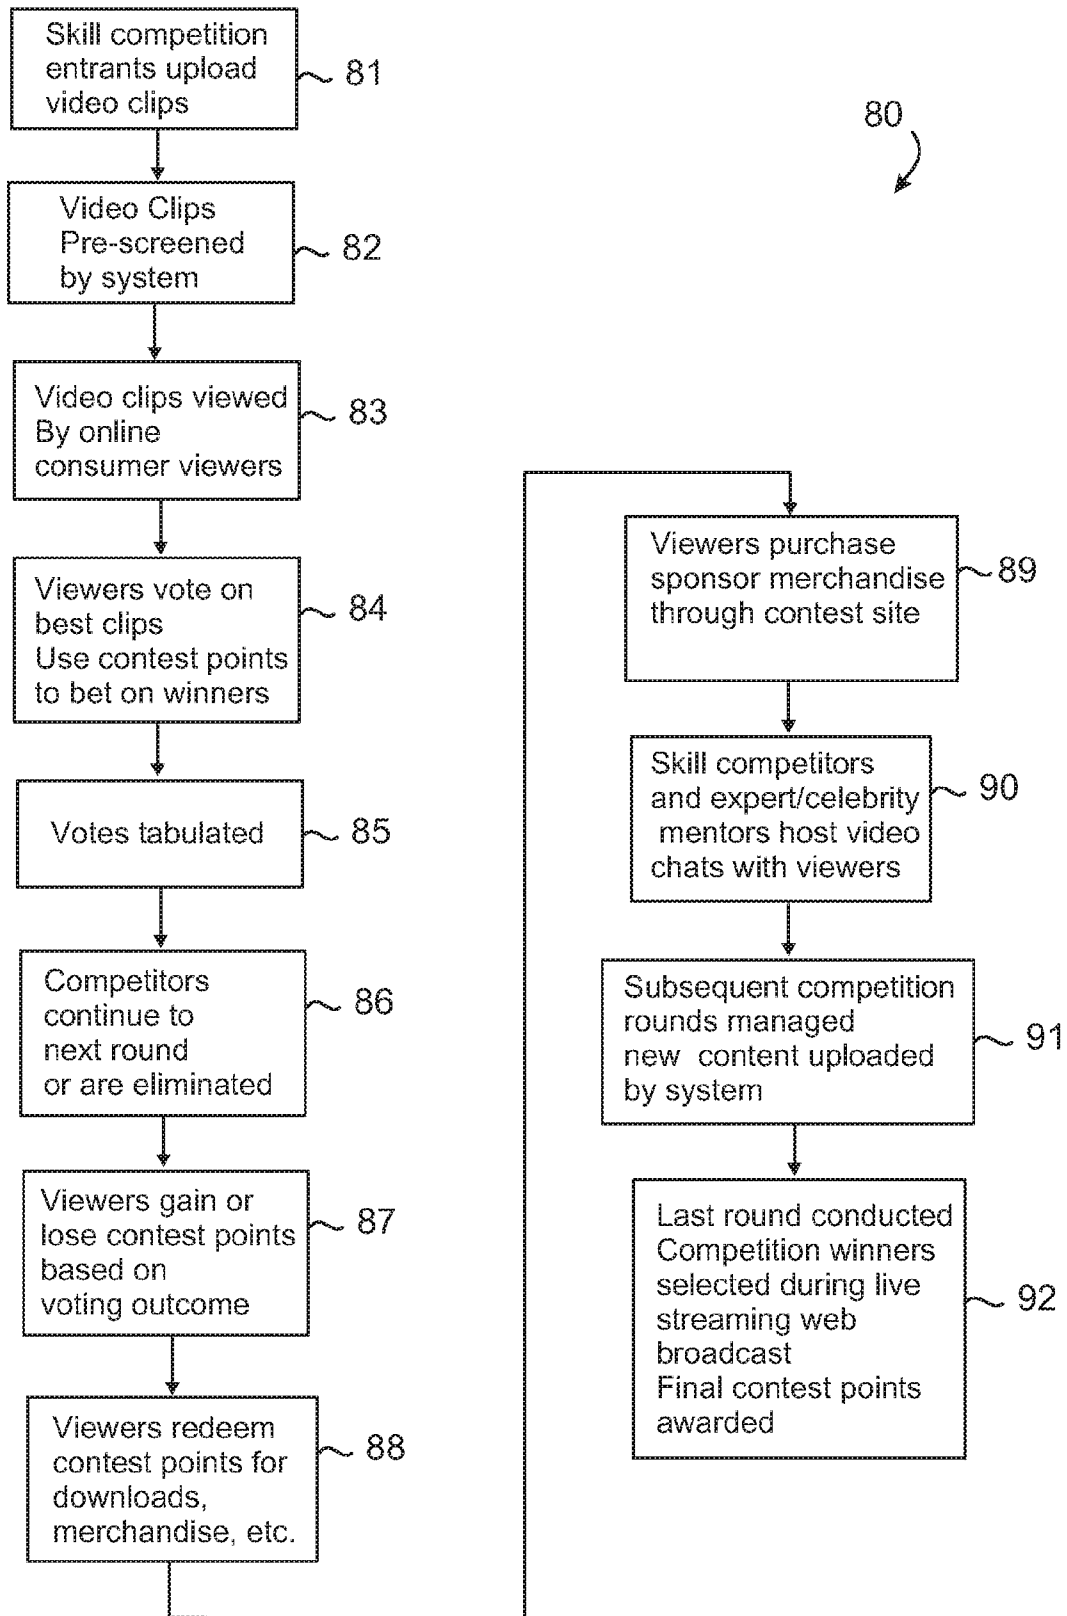 Skill competition
entrants upload
video clips
81
80
Video Clips
Pre-screened
by system
82
Video clips viewed
By online
consumer viewers
83
Viewers vote on
best clips
Use contest points
to bet on winners
84
Votes tabulated
85
Competitors
continue to
next round
or are eliminated
86
Viewers gain or
lose contest points
based on
voting outcome
87
Viewers redeem
contest points for
downloads,
merchandise, etc.
88
Viewers purchase
sponsor merchandise
through contest site
89
Skill competitors
and expert/celebrity
mentors host video
chats with viewers
90
Subsequent competition
rounds managed
new content uploaded
by system
91
Last round conducted
Competition winners
selected during live
streaming web
broadcast
Final contest points
awarded
92